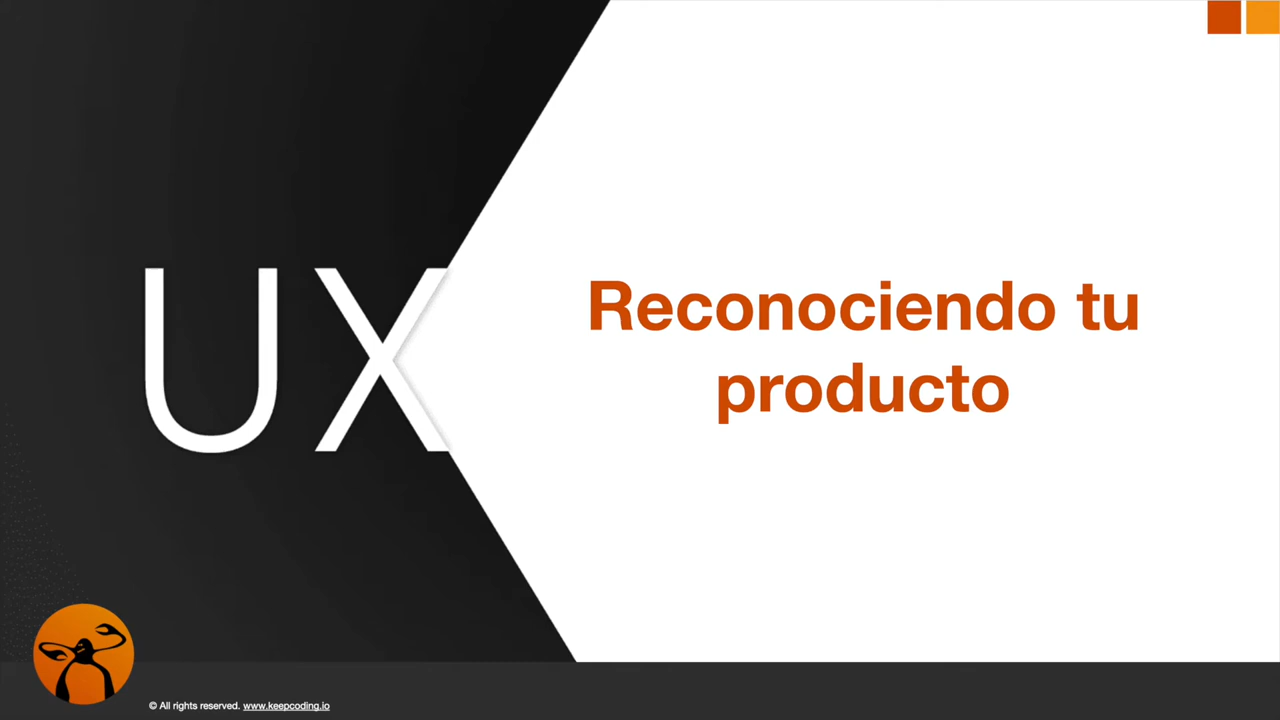 UX
Reconociendo tu
producto
© All rights reserved. www.keepcoding.io